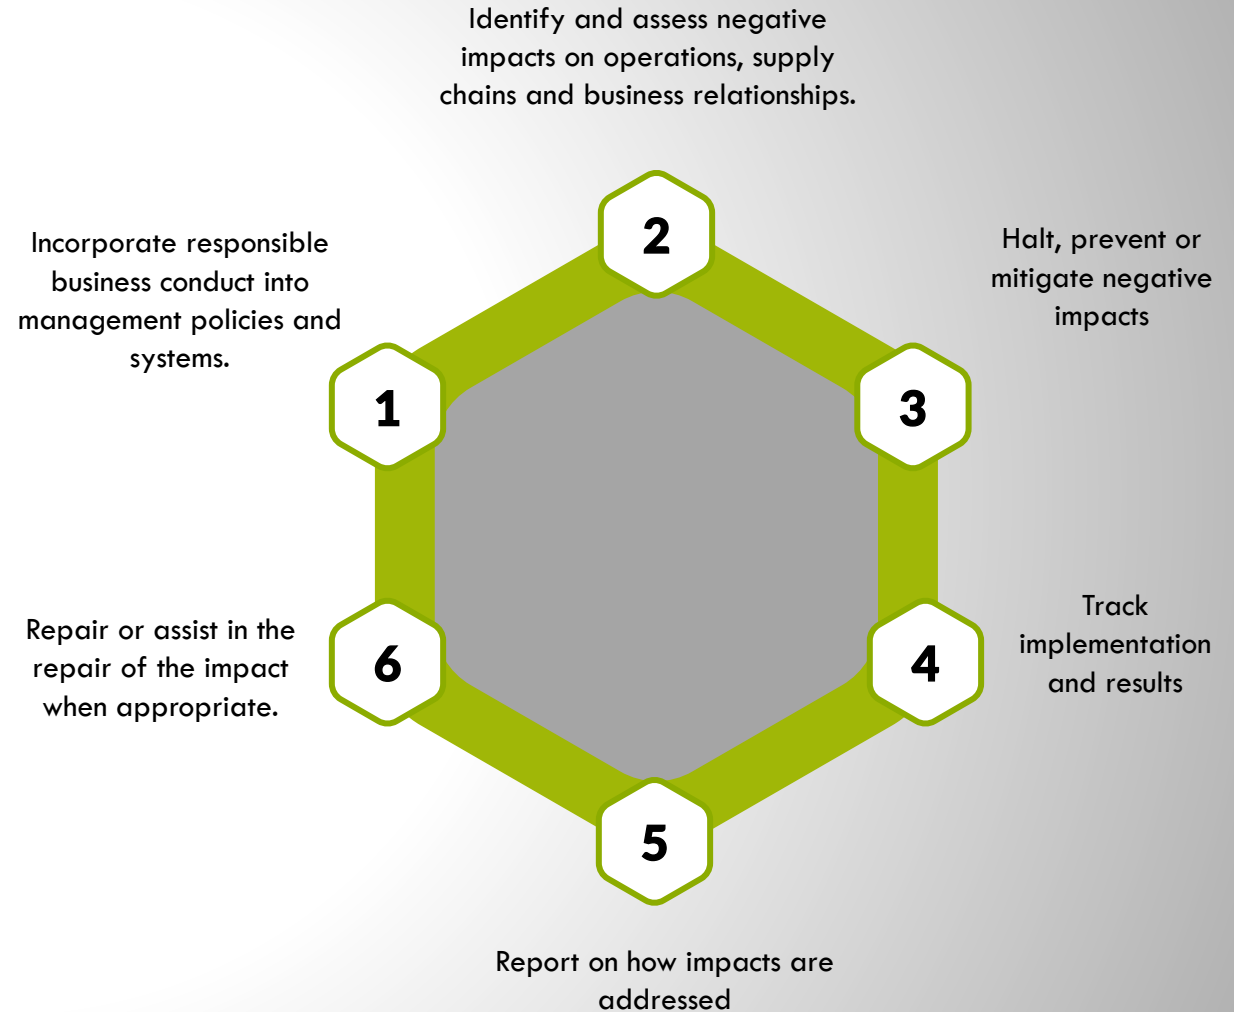 Identify and assess negative
impacts on operations, supply
chains and business relationships.
2
Incorporate responsible
business conduct into
management policies and
systems.
1
Halt, prevent or
mitigate negative
impacts
3
Repair or assist in the
repair of the impact
when appropriate.
6
Track
implementation
and results
4
5
Report on how impacts are
addressed